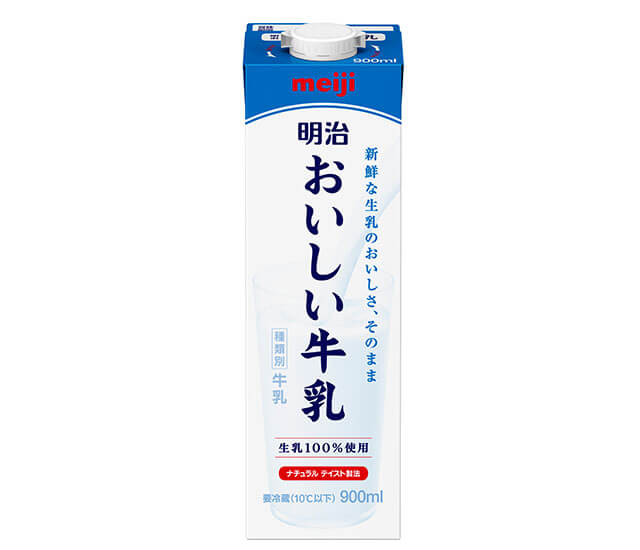 900ml
meiji
明治
おいしい牛乳
新鮮な生乳のおいしさ、そのまま
種類別
牛乳
生乳100%使用
ナチュラル テイスト製法
要冷蔵(10℃以下) 900ml